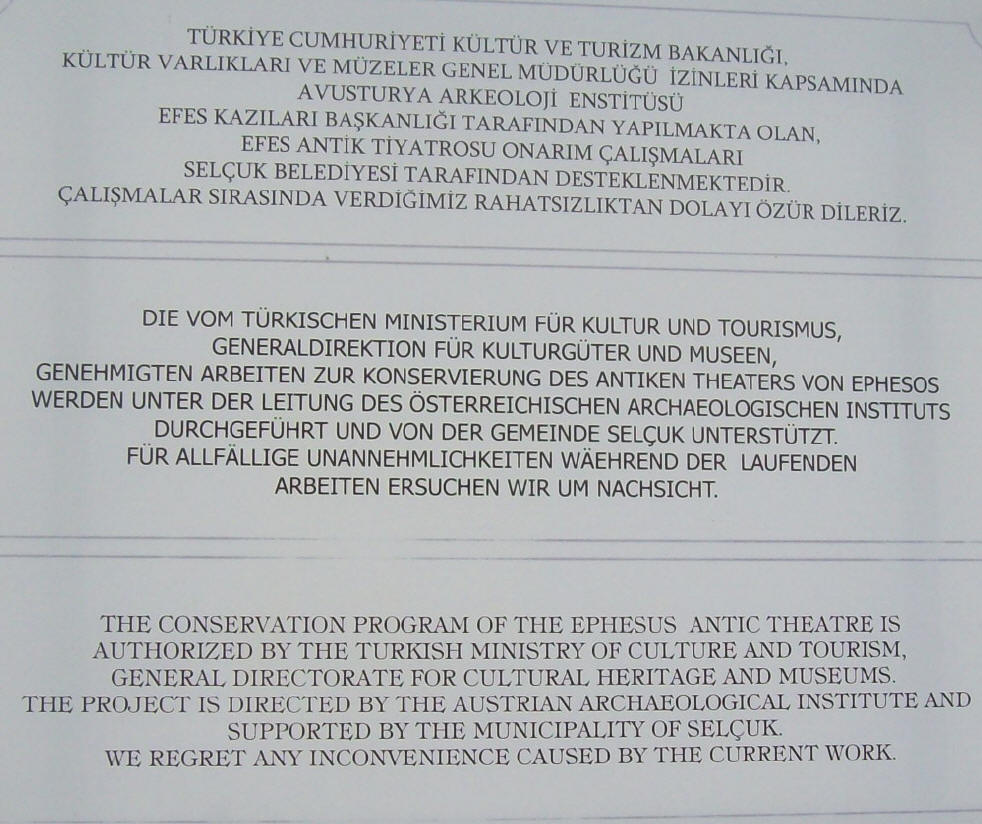 TÜRKİYE CUMHURİYETİ KÜLTÜR VE TURİZM BAKANLIĞI,
KÜLTÜR VARLIKLARI VE MÜZELER GENEL MÜDÜRLÜĞÜ İZİNLERİ KAPSAMINDA
AVUSTURYA ARKEOLOJİ ENSTİTÜSÜ
EFES KAZILARI BAŞKANLIĞI TARAFINDAN YAPILMAKTA OLAN,
EFES ANTİK TİYATROSU ONARIM ÇALIŞMALARI
SELÇUK BELEDİYESİ TARAFINDAN DESTEKLENMEKTEDİR.
ÇALIŞMALAR SIRASINDA VERDİĞİMİZ RAHATSIZLIKTAN DOLAYI ÖZÜR DİLERİZ.
DIE VOM TÜRKISCHEN MINISTERIUM FÜR KULTUR UND TOURISMUS,
GENERALDIREKTION FÜR KULTURGÜTER UND MUSEEN,
GENEHMIGTEN ARBEITEN ZUR KONSERVIERUNG DES ANTIKEN THEATERS VON EPHESOS
WERDEN UNTER DER LEITUNG DES ÖSTERREICHISCHEN ARCHAEOLOGISCHEN INSTITUTS
DURCHGEFÜHRT UND VON DER GEMEINDE SELÇUK UNTERSTÜTZT.
FÜR ALLFÄLLIGE UNANNEHMLICHKEITEN WÄEHREND DER LAUFENDEN
ARBEITEN ERSUCHEN WIR UM NACHSICHT.
THE CONSERVATION PROGRAM OF THE EPHESUS ANTIC THEATRE IS
AUTHORIZED BY THE TURKISH MINISTRY OF CULTURE AND TOURISM,
GENERAL DIRECTORATE FOR CULTURAL HERITAGE AND MUSEUMS.
THE PROJECT IS DIRECTED BY THE AUSTRIAN ARCHAEOLOGICAL INSTITUTE AND
SUPPORTED BY THE MUNICIPALITY OF SELÇUK.
WE REGRET ANY INCONVENIENCE CAUSED BY THE CURRENT WORK.